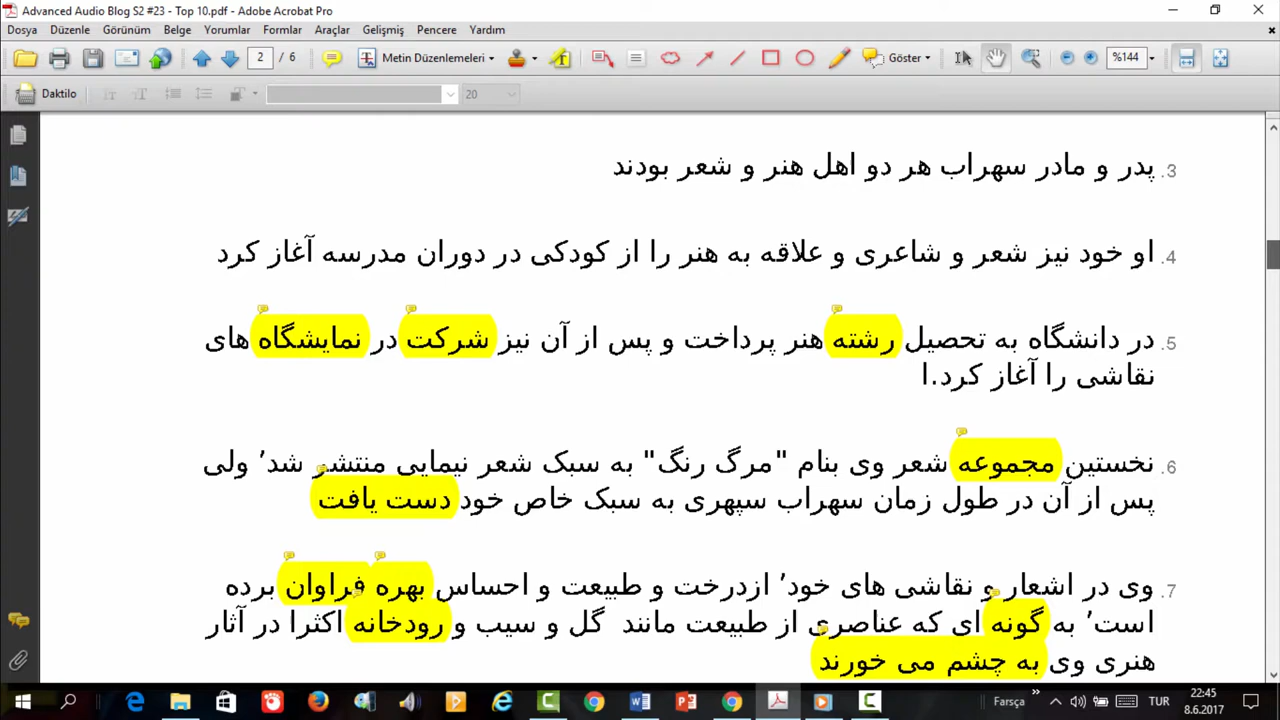 Advanced Audio Blog S2 #23 - Top 10.pdf - Adobe Acrobat Pro
Dosya Düzenle Görünüm Belge Yorumlar Formlar Araçlar Gelişmiş Pencere Yardım
2 / 6 Metin Düzenlemeleri Göster %144
Daktilo 20
3. پدر و مادر سهراب هر دو اهل هنر و شعر بودند
4. او خود نیز شعر و شاعری و علاقه به هنر را از کودکی در دوران مدرسه آغاز کرد
5. در دانشگاه به تحصیل رشته هنر پرداخت و پس از آن نیز شرکت در نمایشگاه های
نقاشی را آغاز کرد.ا
6. نخستین مجموعه شعر وی بنام "مرگ رنگ" به سبک شعر نیمایی منتشر شد٬ ولی
پس از آن در طول زمان سهراب سپهری به سبک خاص خود دست یافت
7. وی در اشعار و نقاشی های خود٬ ازدرخت و طبیعت و احساس بهره فراوان برده
است٬ به گونه ای که عناصری از طبیعت مانند گل و سیب و رودخانه اکثرا در آثار
هنری وی به چشم می خورند
Farsça TUR 22:45
8.6.2017